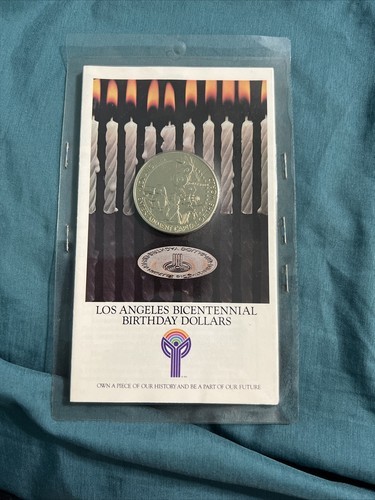 LOS ANGELES BICENTENNIAL
BIRTHDAY DOLLARS
OWN A PIECE OF OUR HISTORY AND BE A PART OF OUR FUTURE